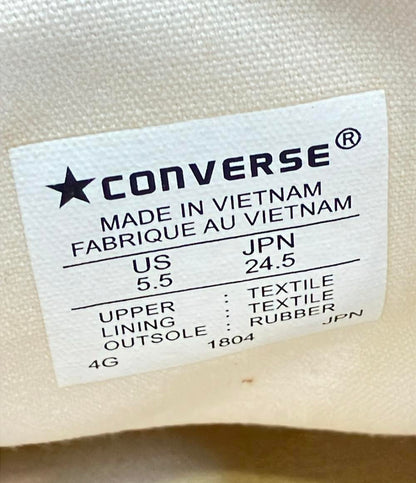 ★CONVERSE®
MADE IN VIETNAM
FABRIQUE AU VIETNAM
US JPN
5.5 24.5
UPPER : TEXTILE
LINING : TEXTILE
OUTSOLE : RUBBER
4G 1804 JPN